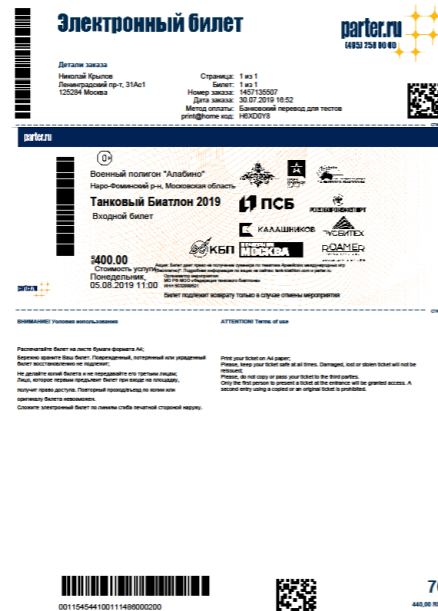 Электронный билет
parter.ru
(495) 258 00 00
Детали заказа
Николай Крылов
Ленинградский пр-т, 31Ас1
125284 Москва
Страница: 1 из 1
Билет: 1 из 1
Номер заказа: 1457135507
Дата заказа: 30.07.2019 16:52
Метод оплаты: Банковский перевод для тестов
print@home код: H6XD0Y8
parter.ru
0+
Военный полигон "Алабино"
Наро-Фоминский р-н, Московская область
Танковый Биатлон 2019
Входной билет
ПСБ
РОСОБОРОНЭКСПОРТ
КАЛАШНИКОВ
РУСБИТЕХ
КБП
МОСКВА
ROAMER
400.00
Стоимость услуги
Понедельник,
05.08.2019 11:00
Билет подлежит возврату только в случае отмены мероприятия
parter.ru
ВНИМАНИЕ! Условия использования
Распечатайте билет на листе бумаги формата А4;
Бережно храните Ваш билет. Поврежденный, потерянный или украденный
билет восстановлению не подлежит;
Не делайте копий билета и не передавайте его третьим лицам;
Лицо, которое первым предъявит билет при входе на площадку,
получит право доступа. Повторный проход/въезд по копии или
оригиналу билета невозможен.
Сложите электронный билет по линиям сгиба печатной стороной наружу.
ATTENTION! Terms of use
Print your ticket on A4 paper;
Please, keep your ticket safe at all times. Damaged, lost or stolen ticket will not be
reissued;
Please, do not copy or pass your ticket to the third parties.
Only the first person to present a ticket at the entrance will be granted access. A
second entry using a copied or an original ticket is prohibited.
001154544100111486000200
440,00